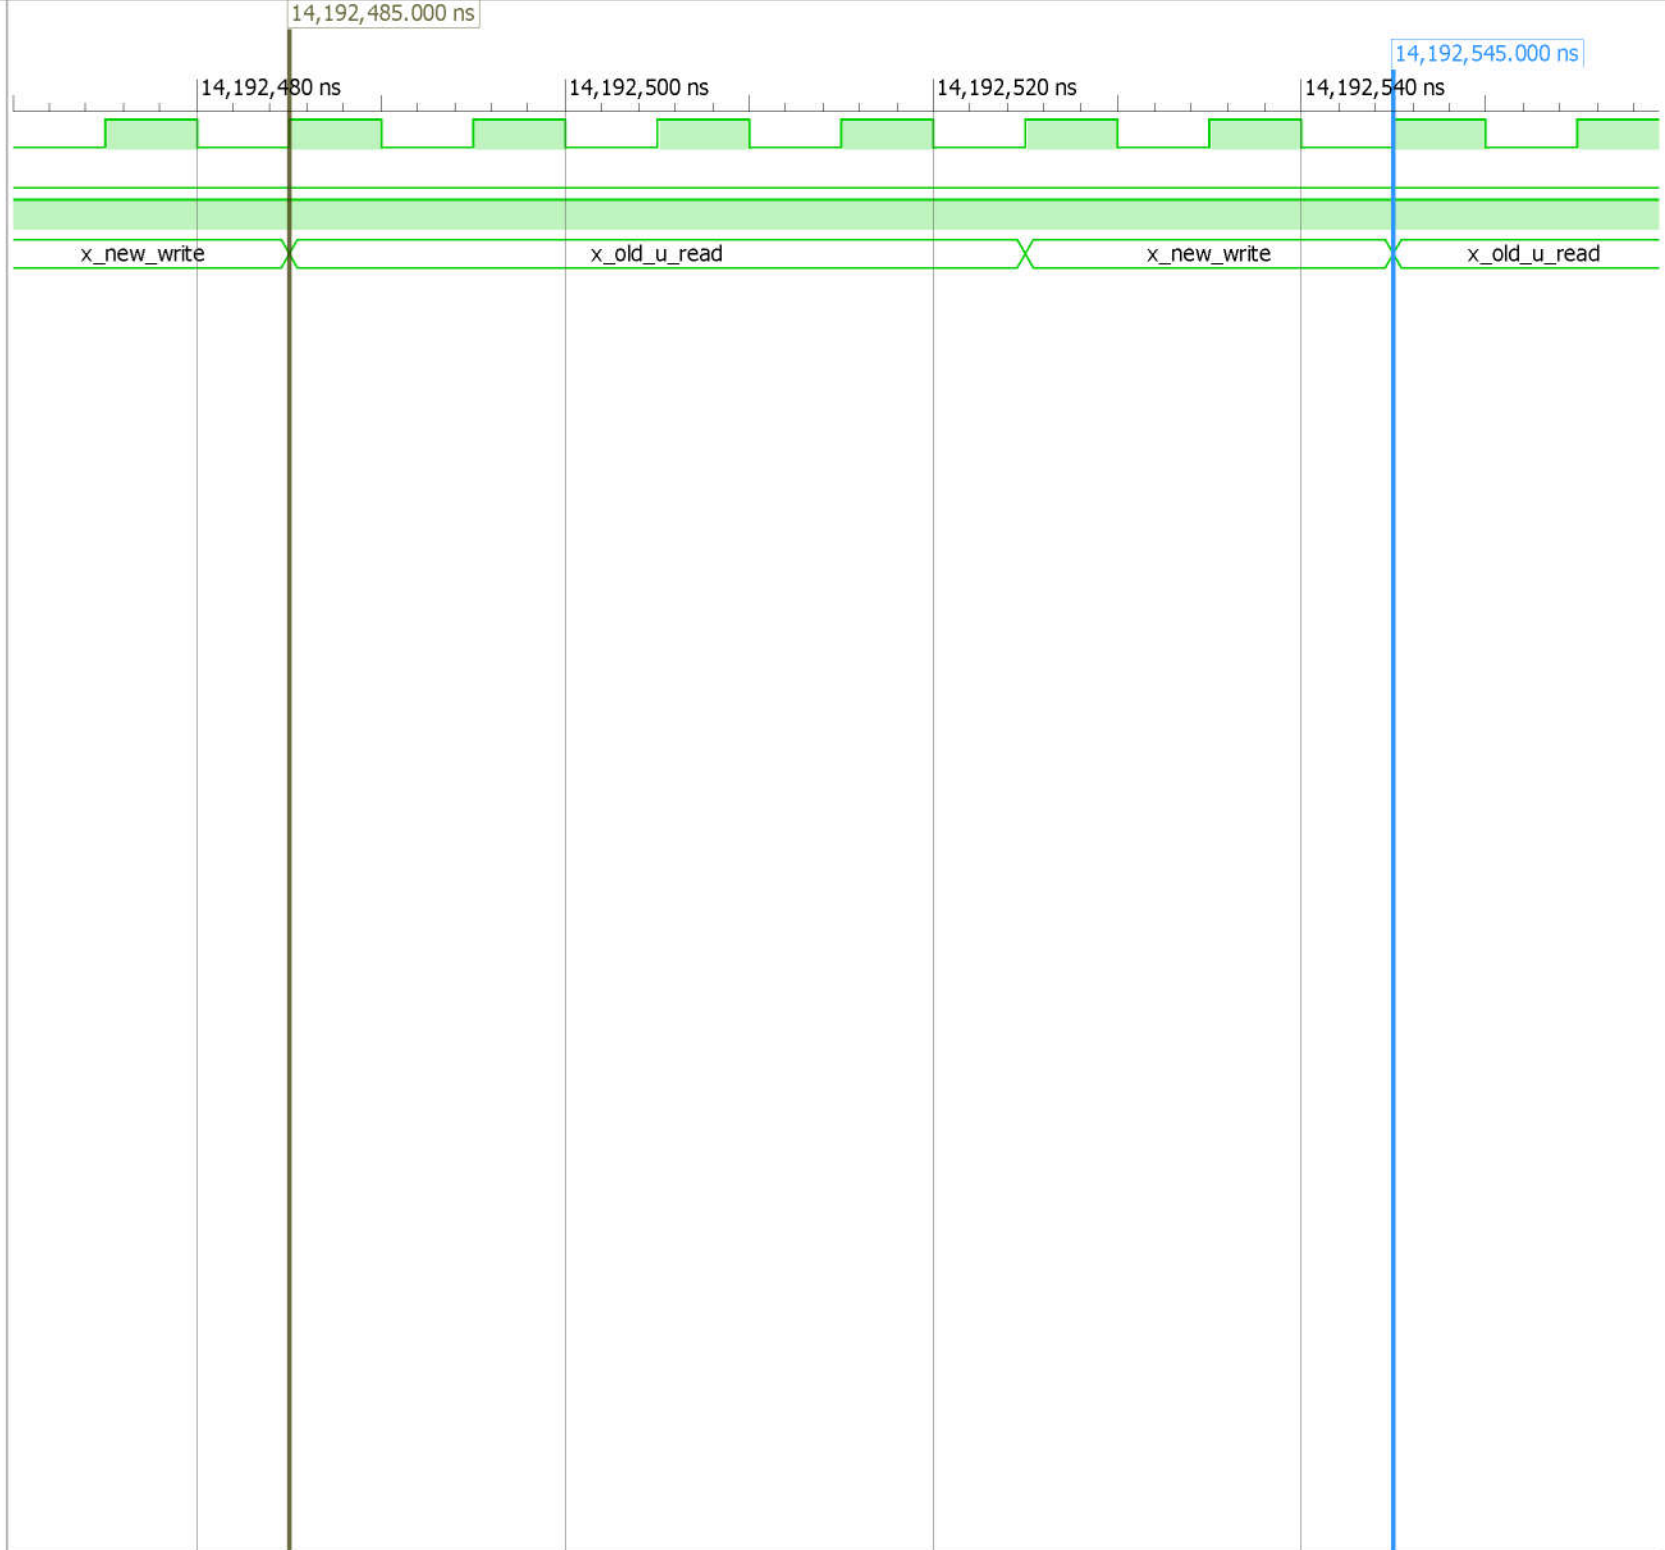 14,192,485.000 ns
14,192,545.000 ns
14,192,480 ns 14,192,500 ns 14,192,520 ns 14,192,540 ns
x_new_write x_old_u_read x_new_write x_old_u_read